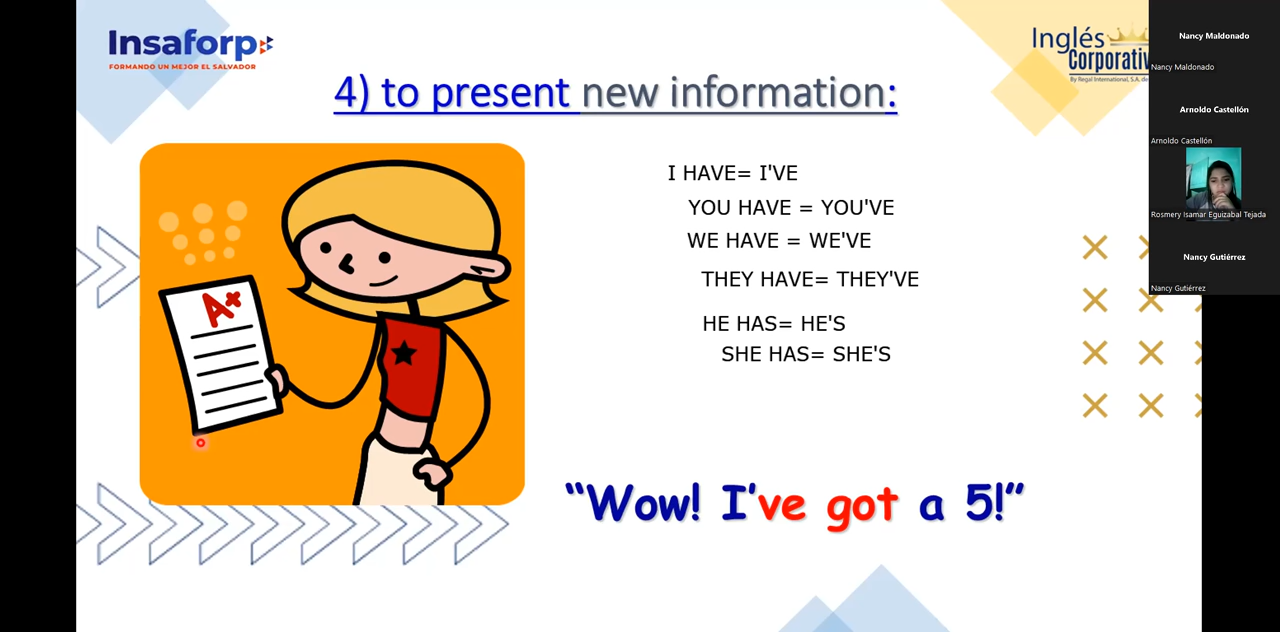 Insaforp
FORMANDO UN MEJOR EL SALVADOR
Inglés
Corporativ
By Regal International, S.A. de
4) to present new information:
I HAVE= I'VE
YOU HAVE = YOU'VE
WE HAVE = WE'VE
THEY HAVE= THEY'VE
HE HAS= HE'S
SHE HAS= SHE'S
A+
"Wow! I've got a 5!"
Nancy Maldonado
Nancy Maldonado
Arnoldo Castellón
Arnoldo Castellón
Rosmery Isamar Eguizabal Tejada
Nancy Gutiérrez
Nancy Gutiérrez